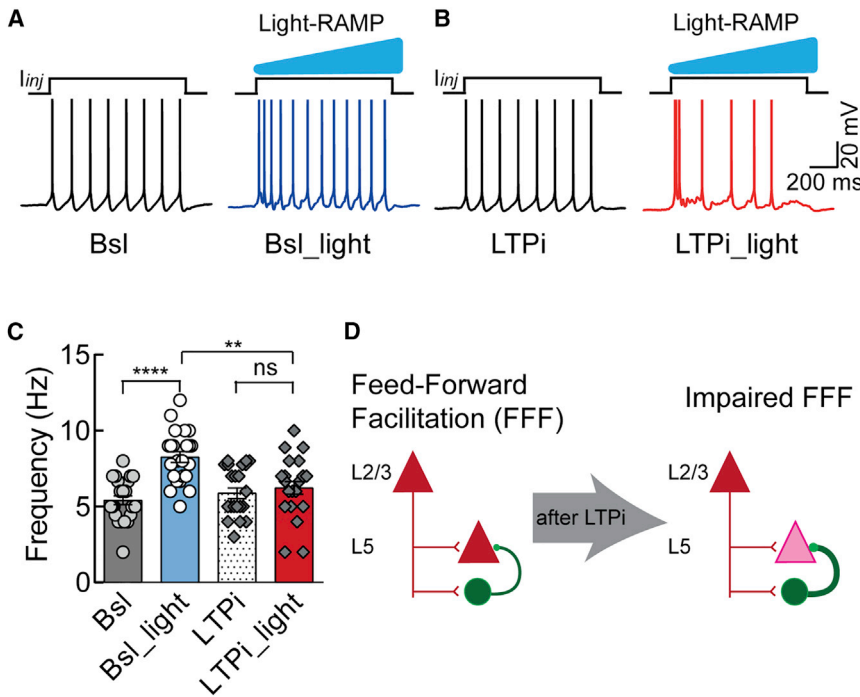 A
Light-RAMP
Iinj
Bsl
Bsl_light
B
Light-RAMP
Iinj
20 mV
200 ms
LTPi
LTPi_light
C
Frequency (Hz)
15
10
5
0
****
**
ns
Bsl
Bsl_light
LTPi
LTPi_light
D
Feed-Forward
Facilitation (FFF)
Impaired FFF
L2/3
L5
after LTPi
L2/3
L5